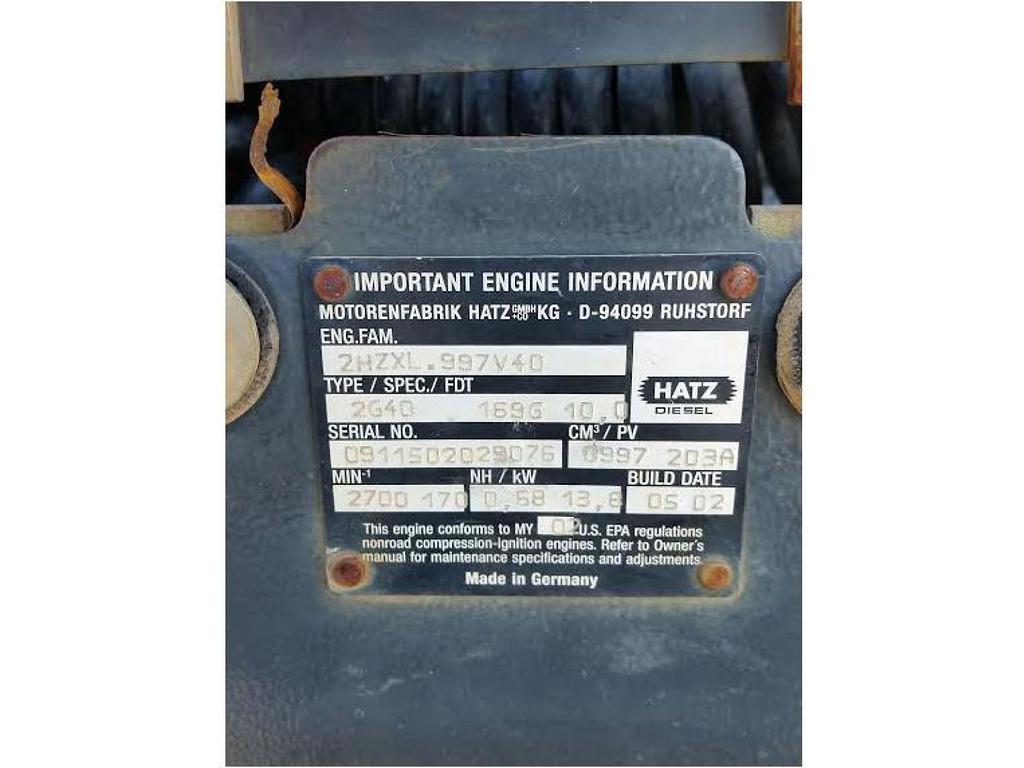 IMPORTANT ENGINE INFORMATION
MOTORENFABRIK HATZ GMBH +CO KG · D-94099 RUHSTORF
ENG.FAM.
2HZXL.997V40
TYPE / SPEC./ FDT
2G40 169G 10,0
HATZ
DIESEL
SERIAL NO. CM³/ PV
0911502029076 0997 203A
MIN-¹ NH / kW BUILD DATE
2700 170 0,68 13,8 05 02
This engine conforms to MY 02 U.S. EPA regulations
nonroad compression-ignition engines. Refer to Owner's
manual for maintenance specifications and adjustments.
Made in Germany